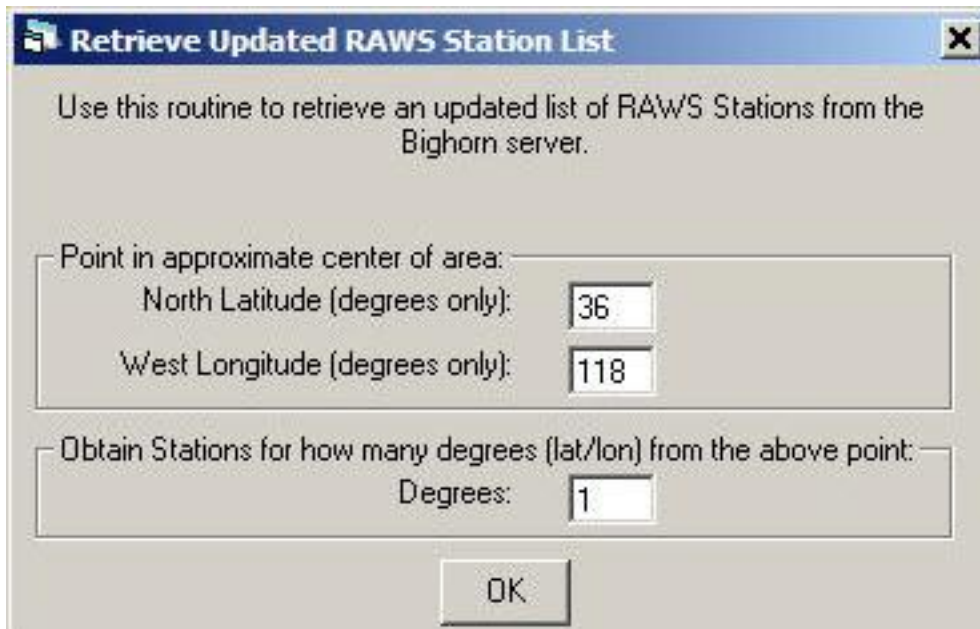 Retrieve Updated RAWS Station List
Use this routine to retrieve an updated list of RAWS Stations from the
Bighorn server.
Point in approximate center of area:
North Latitude (degrees only): 36
West Longitude (degrees only): 118
Obtain Stations for how many degrees (lat/lon) from the above point:
Degrees: 1
OK